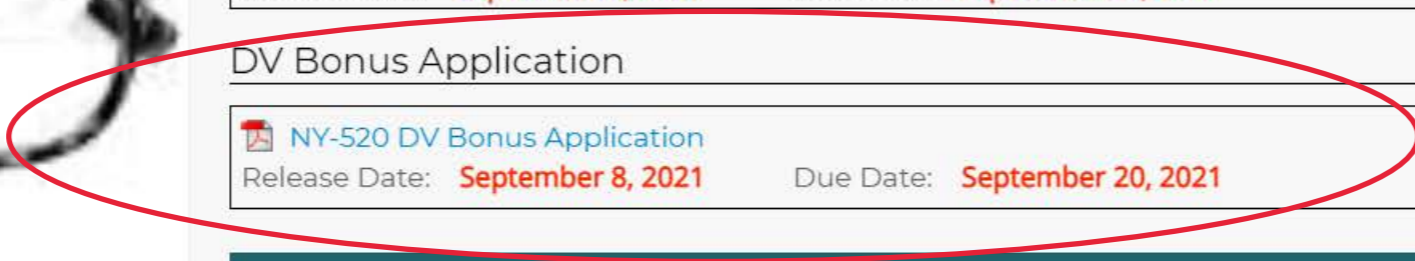 DV Bonus Application
NY-520 DV Bonus Application
Release Date: September 8, 2021 Due Date: September 20, 2021